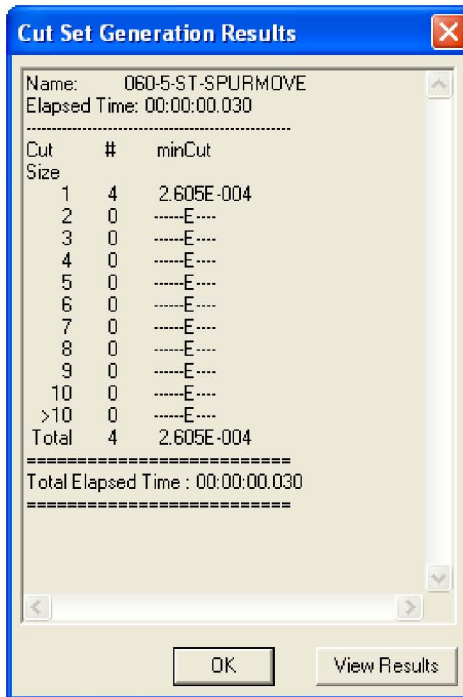 Cut Set Generation Results
Name: 060-5-ST-SPURMOVE
Elapsed Time: 00:00:00.030
--------------------------------------------------
Cut # minCut
Size
1 4 2.605E-004
2 0 ------E----
3 0 ------E----
4 0 ------E----
5 0 ------E----
6 0 ------E----
7 0 ------E----
8 0 ------E----
9 0 ------E----
10 0 ------E----
>10 0 ------E----
Total 4 2.605E-004
==========================
Total Elapsed Time : 00:00:00.030
==========================
OK View Results